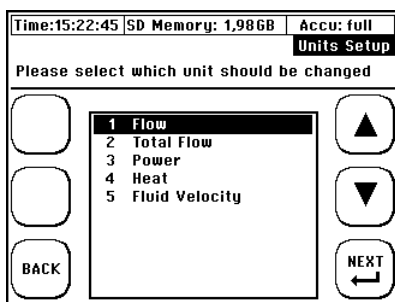 Time:15:22:45 SD Memory: 1,98GB Accu: full
Units Setup
Please select which unit should be changed
1 Flow
2 Total Flow
3 Power
4 Heat
5 Fluid Velocity
BACK
NEXT